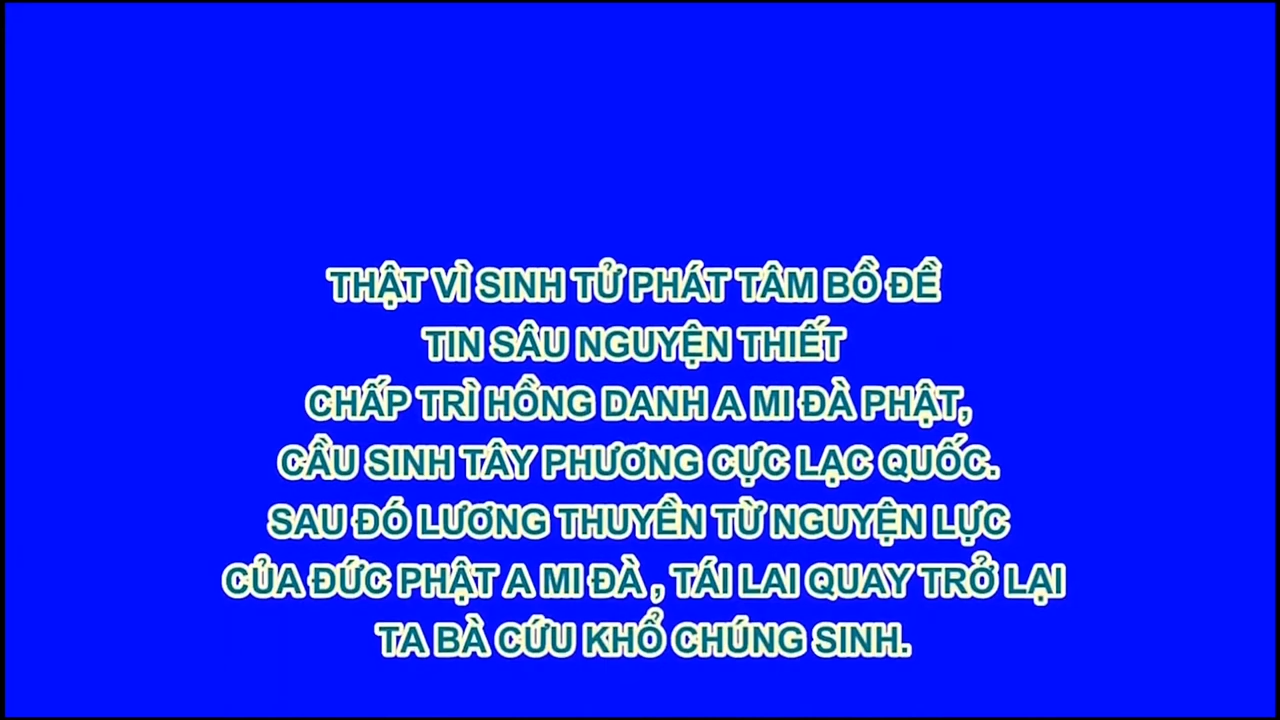 THẬT VÌ SINH TỬ PHÁT TÂM BỒ ĐỀ
TIN SÂU NGUYỆN THIẾT
CHẤP TRÌ HỒNG DANH A MI ĐÀ PHẬT,
CẦU SINH TÂY PHƯƠNG CỰC LẠC QUỐC.
SAU ĐÓ LƯƠNG THUYỀN TỪ NGUYỆN LỰC
CỦA ĐỨC PHẬT A MI ĐÀ , TÁI LAI QUAY TRỞ LẠI
TA BÀ CỨU KHỔ CHÚNG SINH.